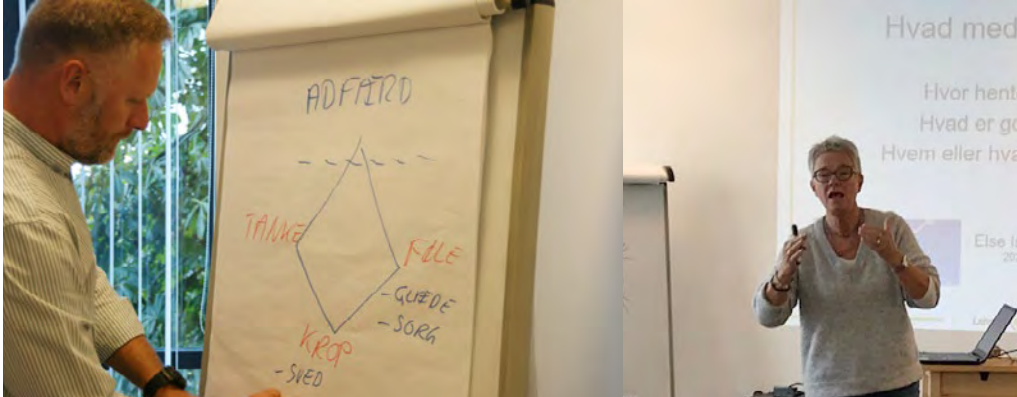 ADFÆRD
TANKE
FØLE
- GLÆDE
- SORG
KROP
- SVED
Hvad med
Hvor hent
Hvad er go
Hvem eller hva
Else